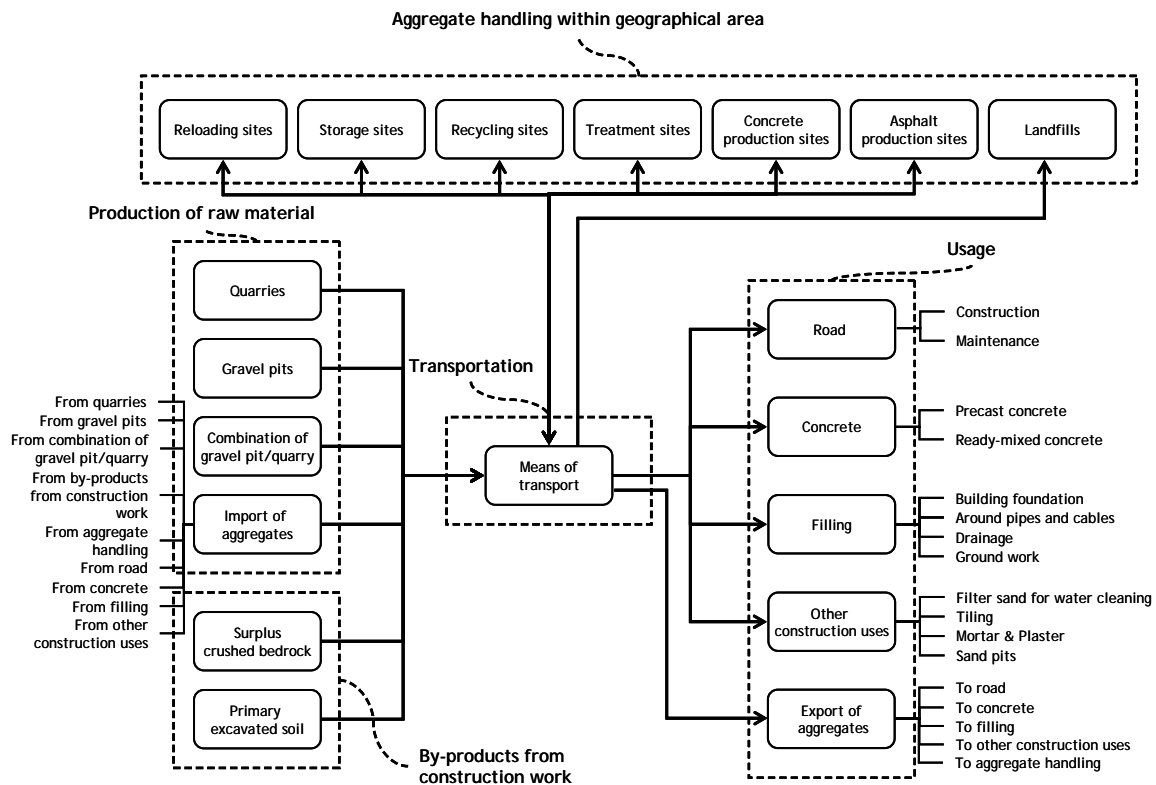 Aggregate handling within geographical area
Reloading sites
Storage sites
Recycling sites
Treatment sites
Concrete
production sites
Asphalt
production sites
Landfills
Production of raw material
Quarries
Gravel pits
Combination of
gravel pit/quarry
Import of
aggregates
From quarries
From gravel pits
From combination of
gravel pit/quarry
From by-products
from construction
work
From aggregate
handling
From road
From concrete
From filling
From other
construction uses
Surplus
crushed bedrock
Primary
excavated soil
By-products from
construction work
Transportation
Means of
transport
Usage
Road
Construction
Maintenance
Concrete
Precast concrete
Ready-mixed concrete
Filling
Building foundation
Around pipes and cables
Drainage
Ground work
Other
construction uses
Filter sand for water cleaning
Tiling
Mortar & Plaster
Sand pits
Export of
aggregates
To road
To concrete
To filling
To other construction uses
To aggregate handling